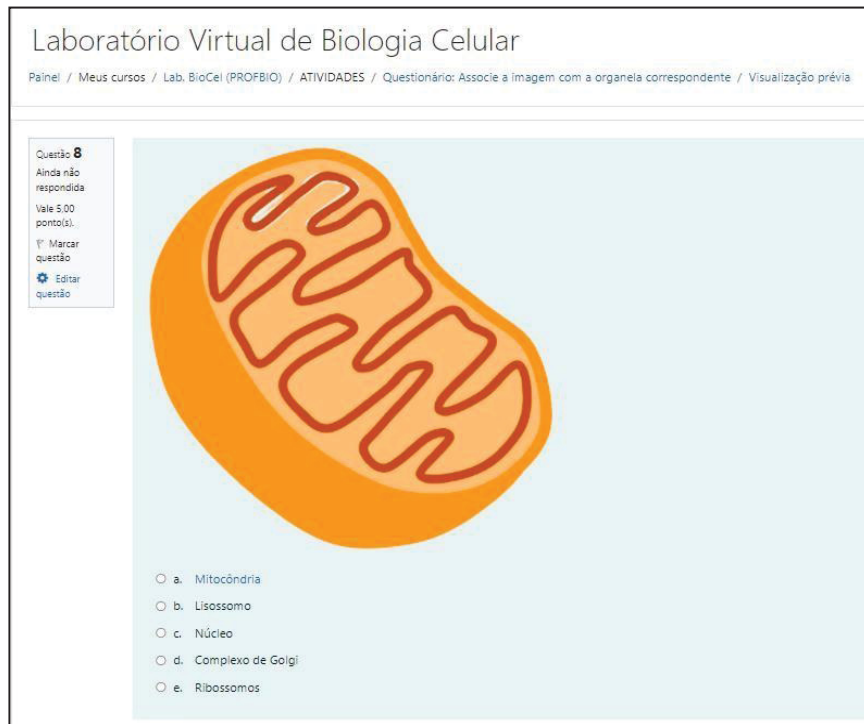 Laboratório Virtual de Biologia Celular
Painel / Meus cursos / Lab. BioCel (PROFBIO) / ATIVIDADES / Questionário: Associe a imagem com a organela correspondente / Visualização prévia
Questão 8
Ainda não
respondida
Vale 5,00
ponto(s).
Marcar
questão
Editar
questão
a. Mitocôndria
b. Lisossomo
c. Núcleo
d. Complexo de Golgi
e. Ribossomos